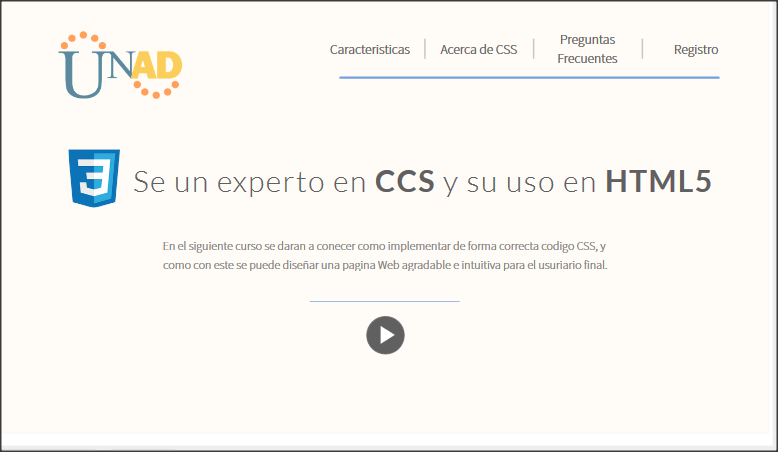 UNAD
Caracteristicas
Acerca de CSS
Preguntas
Frecuentes
Registro
3
Se un experto en CCS y su uso en HTML5
En el siguiente curso se daran a conecer como implementar de forma correcta codigo CSS, y
como con este se puede diseñar una pagina Web agradable e intuitiva para el usuriario final.